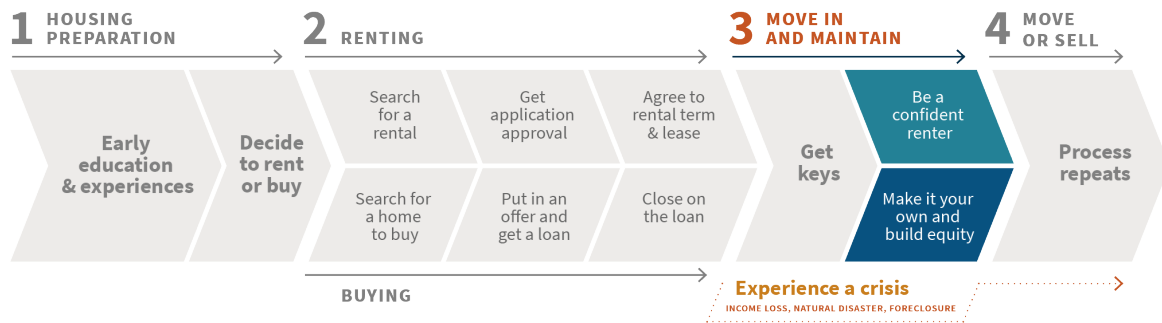 1 HOUSING
PREPARATION
2 RENTING
3 MOVE IN
AND MAINTAIN
4 MOVE
OR SELL
Early
education
& experiences
Decide
to rent
or buy
Search
for a
rental
Get
application
approval
Agree to
rental term
& lease
Search for
a home
to buy
Put in an
offer and
get a loan
Close on
the loan
Get
keys
Be a
confident
renter
Make it your
own and
build equity
Process
repeats
BUYING
Experience a crisis
INCOME LOSS, NATURAL DISASTER, FORECLOSURE